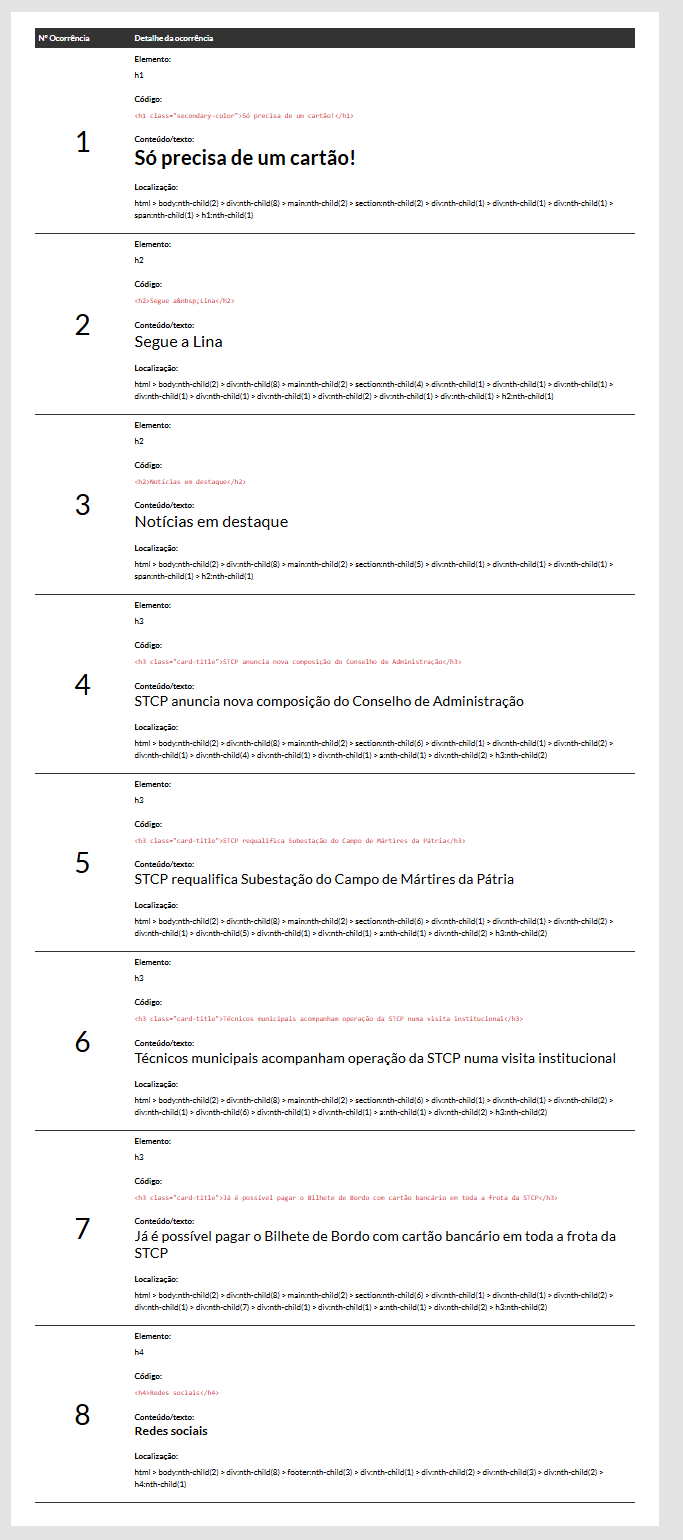 Nº Ocorrência Detalhe da ocorrência
Elemento:
h1
Código:
<h1 class="secondary-color">Só precisa de um cartão!</h1>
1
Conteúdo/texto:
Só precisa de um cartão!
Localização:
html > body:nth-child(2) > div:nth-child(8) > main:nth-child(2) > section:nth-child(2) > div:nth-child(1) > div:nth-child(1) > div:nth-child(1) >
span:nth-child(1) > h1:nth-child(1)
Elemento:
h2
Código:
<h2>Segue a&nbsp;Lina</h2>
2
Conteúdo/texto:
Segue a Lina
Localização:
html > body:nth-child(2) > div:nth-child(8) > main:nth-child(2) > section:nth-child(4) > div:nth-child(1) > div:nth-child(1) > div:nth-child(1) >
div:nth-child(1) > div:nth-child(1) > div:nth-child(1) > div:nth-child(2) > div:nth-child(1) > div:nth-child(1) > h2:nth-child(1)
Elemento:
h2
Código:
<h2>Notícias em destaque</h2>
3
Conteúdo/texto:
Notícias em destaque
Localização:
html > body:nth-child(2) > div:nth-child(8) > main:nth-child(2) > section:nth-child(5) > div:nth-child(1) > div:nth-child(1) > div:nth-child(1) >
span:nth-child(1) > h2:nth-child(1)
Elemento:
h3
Código:
<h3 class="card-title">STCP anuncia nova composição do Conselho de Administração</h3>
4
Conteúdo/texto:
STCP anuncia nova composição do Conselho de Administração
Localização:
html > body:nth-child(2) > div:nth-child(8) > main:nth-child(2) > section:nth-child(6) > div:nth-child(1) > div:nth-child(1) > div:nth-child(2) >
div:nth-child(1) > div:nth-child(4) > div:nth-child(1) > div:nth-child(1) > a:nth-child(1) > div:nth-child(2) > h3:nth-child(2)
Elemento:
h3
Código:
<h3 class="card-title">STCP requalifica Subestação do Campo de Mártires da Pátria</h3>
5
Conteúdo/texto:
STCP requalifica Subestação do Campo de Mártires da Pátria
Localização:
html > body:nth-child(2) > div:nth-child(8) > main:nth-child(2) > section:nth-child(6) > div:nth-child(1) > div:nth-child(1) > div:nth-child(2) >
div:nth-child(1) > div:nth-child(5) > div:nth-child(1) > div:nth-child(1) > a:nth-child(1) > div:nth-child(2) > h3:nth-child(2)
Elemento:
h3
Código:
<h3 class="card-title">Técnicos municipais acompanham operação da STCP numa visita institucional</h3>
6
Conteúdo/texto:
Técnicos municipais acompanham operação da STCP numa visita institucional
Localização:
html > body:nth-child(2) > div:nth-child(8) > main:nth-child(2) > section:nth-child(6) > div:nth-child(1) > div:nth-child(1) > div:nth-child(2) >
div:nth-child(1) > div:nth-child(6) > div:nth-child(1) > div:nth-child(1) > a:nth-child(1) > div:nth-child(2) > h3:nth-child(2)
Elemento:
h3
Código:
<h3 class="card-title">Já é possível pagar o Bilhete de Bordo com cartão bancário em toda a frota da STCP</h3>
7
Conteúdo/texto:
Já é possível pagar o Bilhete de Bordo com cartão bancário em toda a frota da
STCP
Localização:
html > body:nth-child(2) > div:nth-child(8) > main:nth-child(2) > section:nth-child(6) > div:nth-child(1) > div:nth-child(1) > div:nth-child(2) >
div:nth-child(1) > div:nth-child(7) > div:nth-child(1) > div:nth-child(1) > a:nth-child(1) > div:nth-child(2) > h3:nth-child(2)
Elemento:
h4
Código:
<h4>Redes sociais</h4>
8
Conteúdo/texto:
Redes sociais
Localização:
html > body:nth-child(2) > div:nth-child(8) > footer:nth-child(3) > div:nth-child(1) > div:nth-child(2) > div:nth-child(3) > div:nth-child(2) >
h4:nth-child(1)